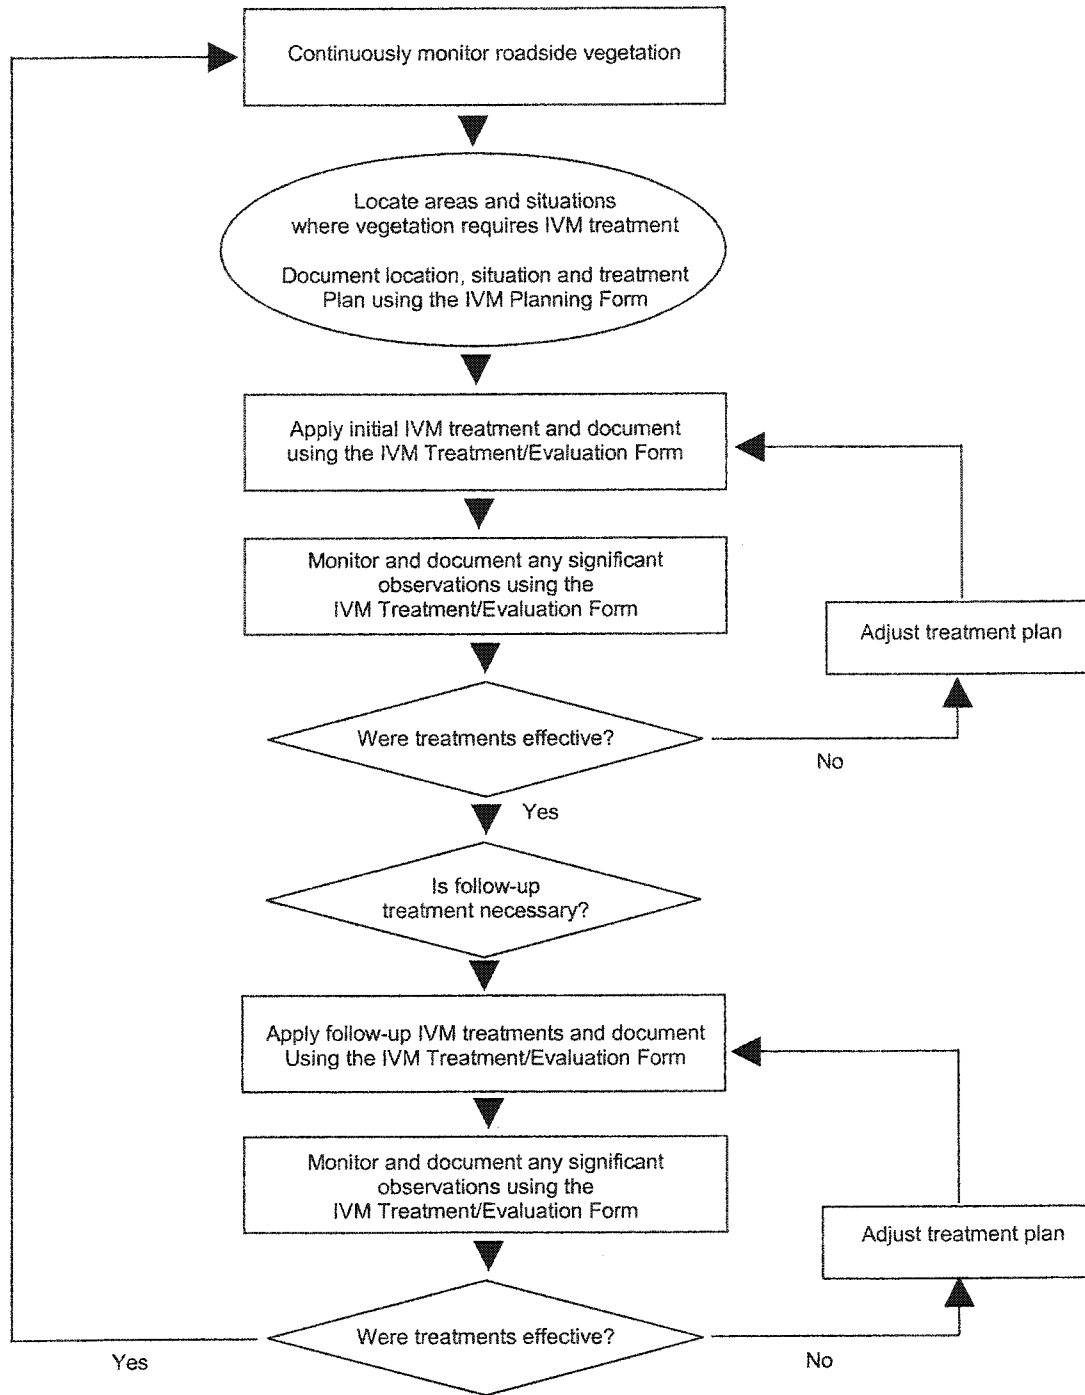 Continuously monitor roadside vegetation
Locate areas and situations
where vegetation requires IVM treatment
Document location, situation and treatment
Plan using the IVM Planning Form
Apply initial IVM treatment and document
using the IVM Treatment/Evaluation Form
Monitor and document any significant
observations using the
IVM Treatment/Evaluation Form
Adjust treatment plan
Were treatments effective?
No
Yes
Is follow-up
treatment necessary?
Apply follow-up IVM treatments and document
Using the IVM Treatment/Evaluation Form
Monitor and document any significant
observations using the
IVM Treatment/Evaluation Form
Adjust treatment plan
Were treatments effective?
Yes
No